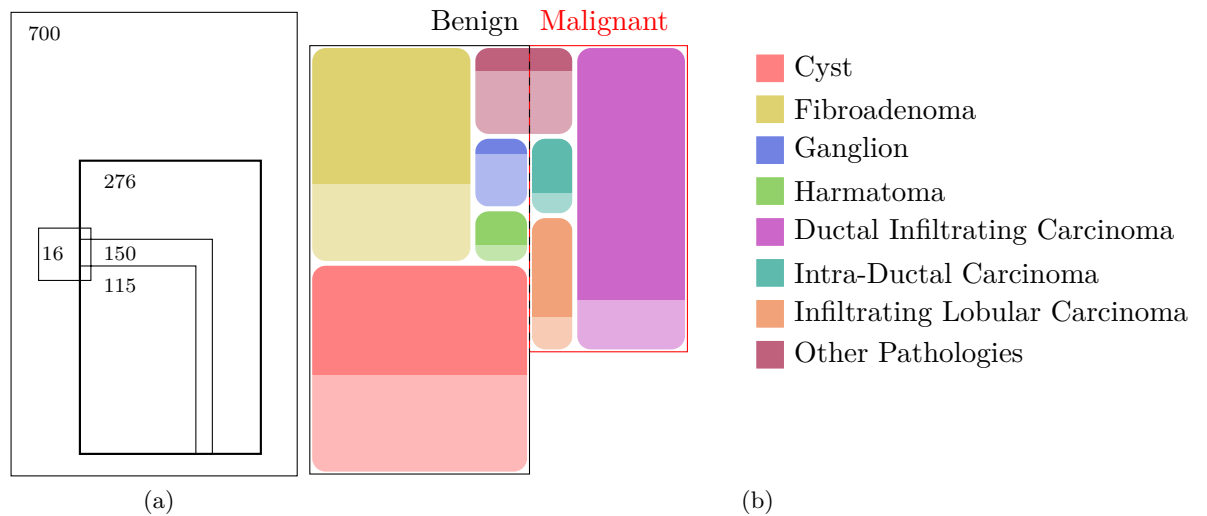 700
276
16
150
115
(a)
Benign Malignant
Cyst
Fibroadenoma
Ganglion
Harmatoma
Ductal Infiltrating Carcinoma
Intra-Ductal Carcinoma
Infiltrating Lobular Carcinoma
Other Pathologies
(b)